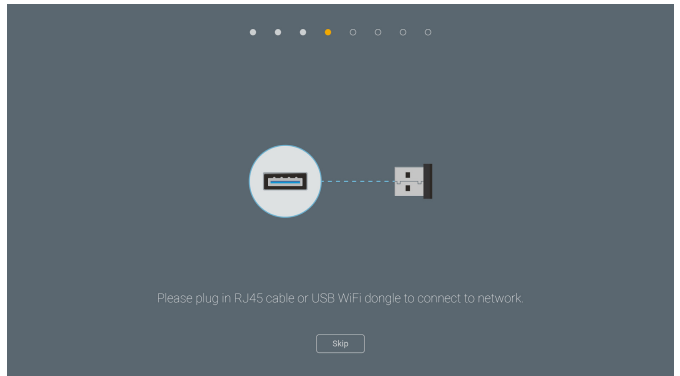 Please plug in RJ45 cable or USB WiFi dongle to connect to network.
Skip